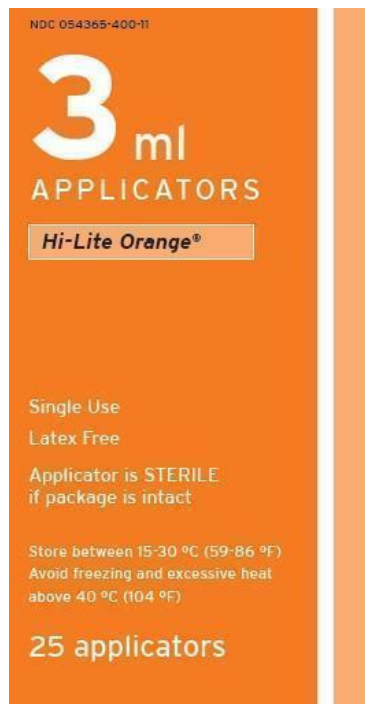 NDC 054365-400-11
3 ml
APPLICATORS
Hi-Lite Orange®
Single Use
Latex Free
Applicator is STERILE
if package is intact
Store between 15-30 ºC (59-86 ºF)
Avoid freezing and excessive heat
above 40 ºC (104 ºF)
25 applicators